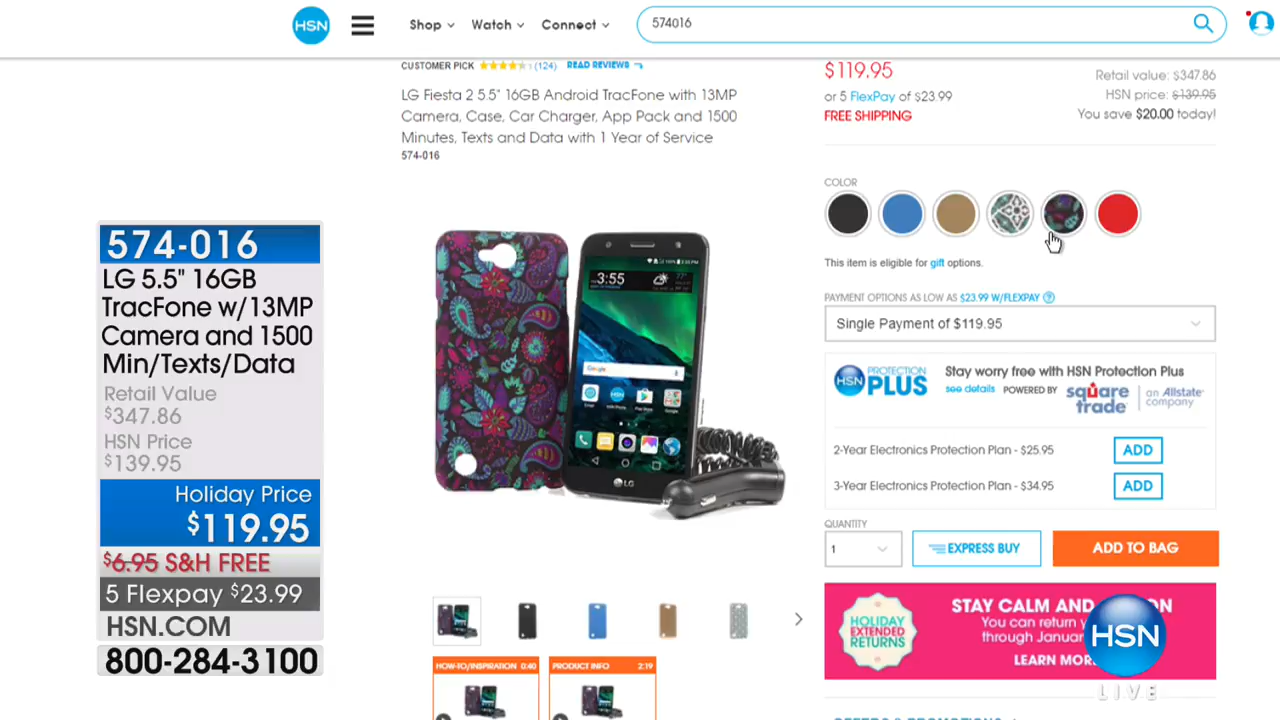 HSN
Shop
Watch
Connect
574016
CUSTOMER PICK
(124)
READ REVIEWS
LG Fiesta 2 5.5" 16GB Android TracFone with 13MP
Camera, Case, Car Charger, App Pack and 1500
Minutes, Texts and Data with 1 Year of Service
574-016
$119.95
or 5 FlexPay of $23.99
FREE SHIPPING
Retail value: $347.86
HSN price: $139.95
You save $20.00 today!
COLOR
This item is eligible for gift options.
PAYMENT OPTIONS AS LOW AS $23.99 W/FLEXPAY ?
Single Payment of $119.95
HSN PROTECTION
PLUS
Stay worry free with HSN Protection Plus
see details POWERED BY
square
trade
an Allstate
company
2-Year Electronics Protection Plan - $25.95
ADD
3-Year Electronics Protection Plan - $34.95
ADD
QUANTITY
1
EXPRESS BUY
ADD TO BAG
HOLIDAY
EXTENDED
RETURNS
STAY CALM AND
You can return
through Janua
LEARN MOR
HSN
LIVE
574-016
LG 5.5" 16GB
TracFone w/13MP
Camera and 1500
Min/Texts/Data
Retail Value
$347.86
HSN Price
$139.95
Holiday Price
$119.95
$6.95 S&H FREE
5 Flexpay $23.99
HSN.COM
800-284-3100
3:55
Google
LG
HOW-TO/INSPIRATION 0:40
PRODUCT INFO 2:19